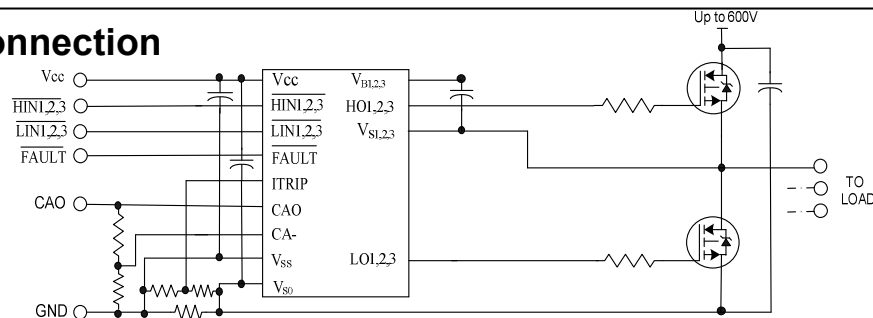 onnection
Up to 600V
Vcc
HIN1,2,3
LIN1,2,3
FAULT
CAO
GND
Vcc
HIN1,2,3
LIN1,2,3
FAULT
ITRIP
CAO
CA-
VSS
VS0
VB1,2,3
HO1,2,3
VS1,2,3
LO1,2,3
TO
LOAD